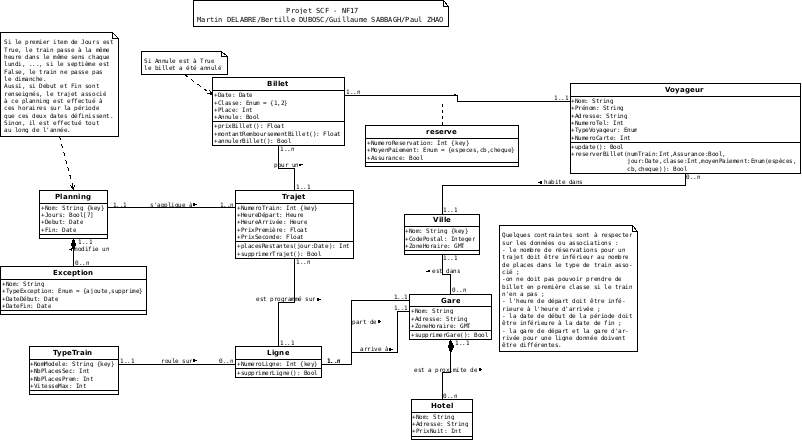 Projet SCF - NF17
Martin DELABRE/Bertille DUBOSC/Guillaume SABBAGH/Paul ZHAO
Si le premier item de Jours est
True, le train passe à la même
heure dans le même sens chaque
lundi, ..., si le septième est
False, le train ne passe pas
le dimanche.
Aussi, si Debut et Fin sont
renseignés, le trajet associé
à ce planning est effectué à
ces horaires sur la période
que ces deux dates définissent.
Sinon, il est effectué tout
au long de l'année.
Si Annule est à True
le billet a été annulé
Billet
+Date: Date
+Classe: Enum = {1,2}
+Place: Int
+Annule: Bool
+prixBillet(): Float
+montantRemboursementBillet(): Float
+annulerBillet(): Bool
1..n
1..1
1..n
pour un
1..1
Voyageur
+Nom: String
+Prénom: String
+Adresse: String
+NumeroTel: Int
+TypeVoyageur: Enum
+NumeroCarte: Int
+update(): Bool
+reserverBillet(numTrain:Int,Assurance:Bool,
jour:Date,classe:Int,moyenPaiement:Enum(espèces,
cb,cheque)): Bool
0..n
habite dans
1..1
reserve
+NumeroReservation: Int {key}
+MoyenPaiement: Enum = {especes,cb,cheque}
+Assurance: Bool
Planning
+Nom: String {key}
+Jours: Bool[7]
+Debut: Date
+Fin: Date
1..1
s'applique à
1..n
1..1
modifie un
0..n
Trajet
+NumeroTrain: Int {key}
+HeureDépart: Heure
+HeureArrivée: Heure
+PrixPremière: Float
+PrixSeconde: Float
+placesRestantes(jour:Date): Int
+supprimerTrajet(): Bool
1..n
est programmé sur
1..1
Ville
+Nom: String {key}
+CodePostal: Integer
+ZoneHoraire: GMT
1..1
est dans
0..n
Quelques contraintes sont à respecter
sur les données ou associations :
- le nombre de réservations pour un
trajet doit être inférieur au nombre
de places dans le type de train asso-
cié ;
-on ne doit pas pouvoir prendre de
billet en première classe si le train
n'en a pas ;
- l'heure de départ doit être infé-
rieure à l'heure d'arrivée ;
- la date de début de la période doit
être inférieure à la date de fin ;
- la gare de départ et la gare d'ar-
rivée pour une ligne donnée doivent
être différentes.
Exception
+Nom: String
+TypeException: Enum = {ajoute,supprime}
+DateDébut: Date
+DateFin: Date
Gare
+Nom: String
+Adresse: String
+ZoneHoraire: GMT
+supprimerGare(): Bool
1..1
1..1
part de
arrive à
1..1
est a proximite de
0..n
TypeTrain
+NomModele: String {key}
+NbPlacesSec: Int
+NbPlacesPrem: Int
+VitesseMax: Int
1..1
roule sur
0..n
Ligne
+NumeroLigne: Int {key}
+supprimerLigne(): Bool
1..n
Hotel
+Nom: String
+Adresse: String
+PrixNuit: Int